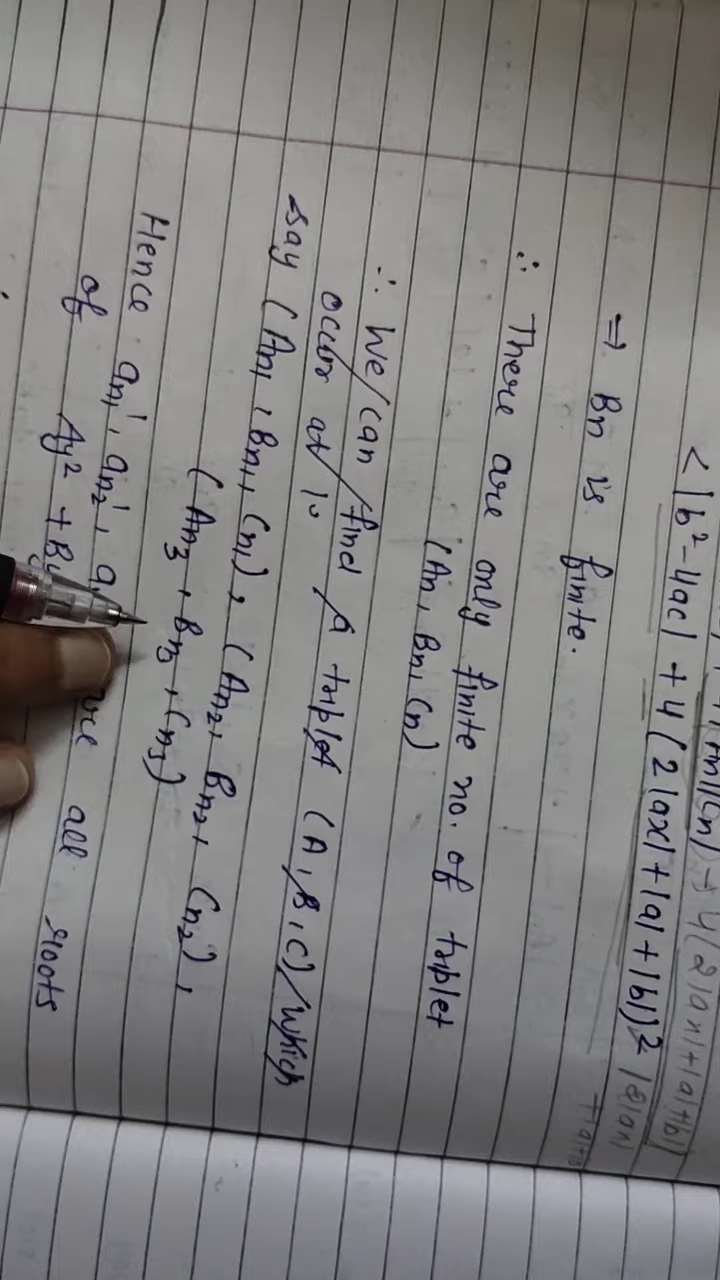 < |b² - 4ac| + 4 ( 2|aα| + |a| + |b| )²
⇒ Bn is finite.
∴ There are only finite no. of triplet
(An, Bn, Cn)
∴ We can find a triplet (A, B, C) which
occurs at
say (An₁, Bn₁, Cn₁), (An₂, Bn₂, Cn₂),
(An₃, Bn₃, Cn₃)
Hence an₁', an₂', all roots
of Ay² +